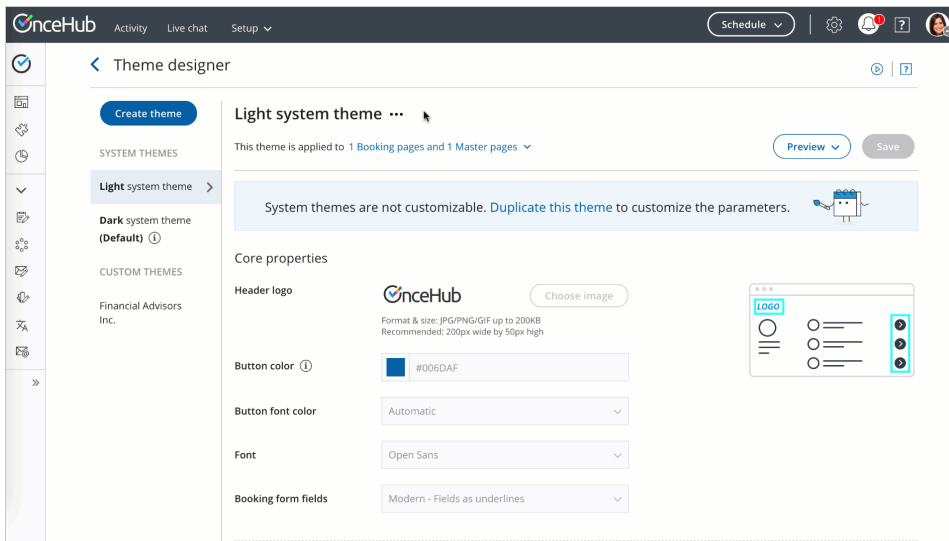 OnceHub Activity Live chat Setup Schedule 1 ?
Theme designer
?
Create theme
SYSTEM THEMES
Light system theme
Dark system theme
(Default) i
CUSTOM THEMES
Financial Advisors
Inc.
Light system theme ...
This theme is applied to 1 Booking pages and 1 Master pages
Preview
Save
System themes are not customizable. Duplicate this theme to customize the parameters.
Core properties
Header logo
OnceHub
Choose image
Format & size: JPG/PNG/GIF up to 200KB
Recommended: 200px wide by 50px high
LOGO
Button color i
#006DAF
Button font color
Automatic
Font
Open Sans
Booking form fields
Modern - Fields as underlines